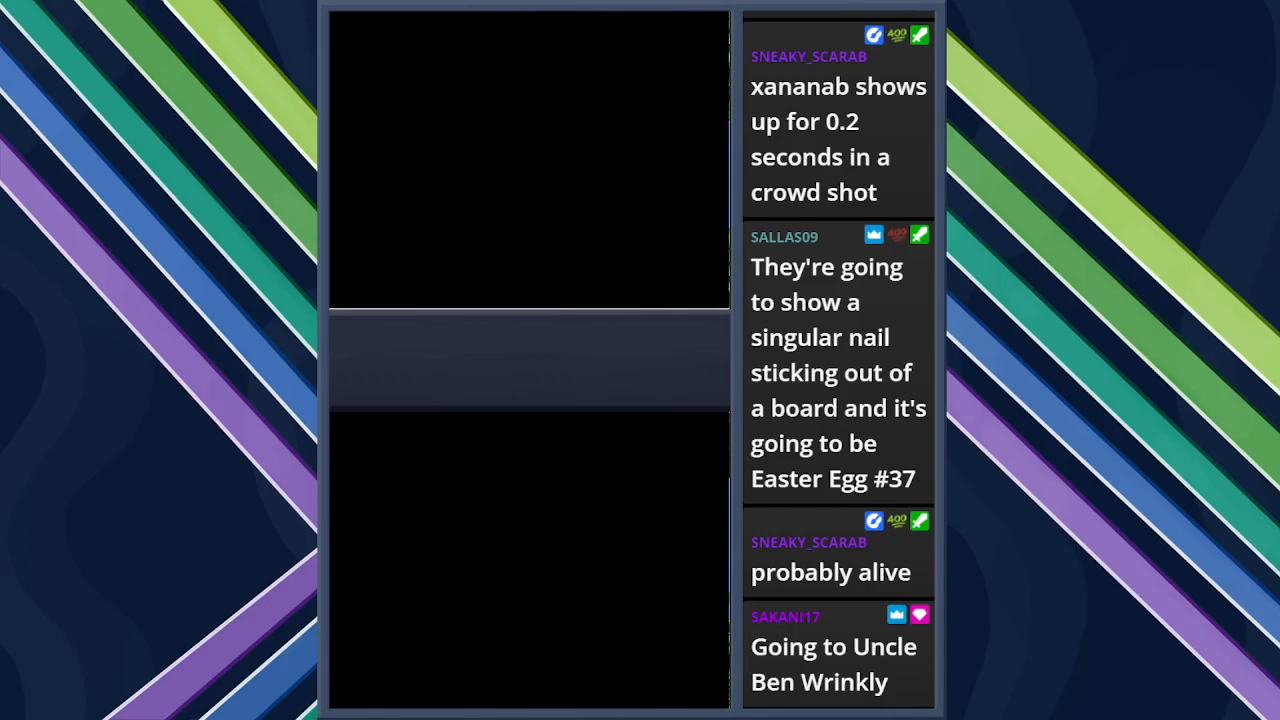 SNEAKY_SCARAB
xananab shows
up for 0.2
seconds in a
crowd shot
SALLAS09
They're going
to show a
singular nail
sticking out of
a board and it's
going to be
Easter Egg #37
SNEAKY_SCARAB
probably alive
SAKANI17
Going to Uncle
Ben Wrinkly